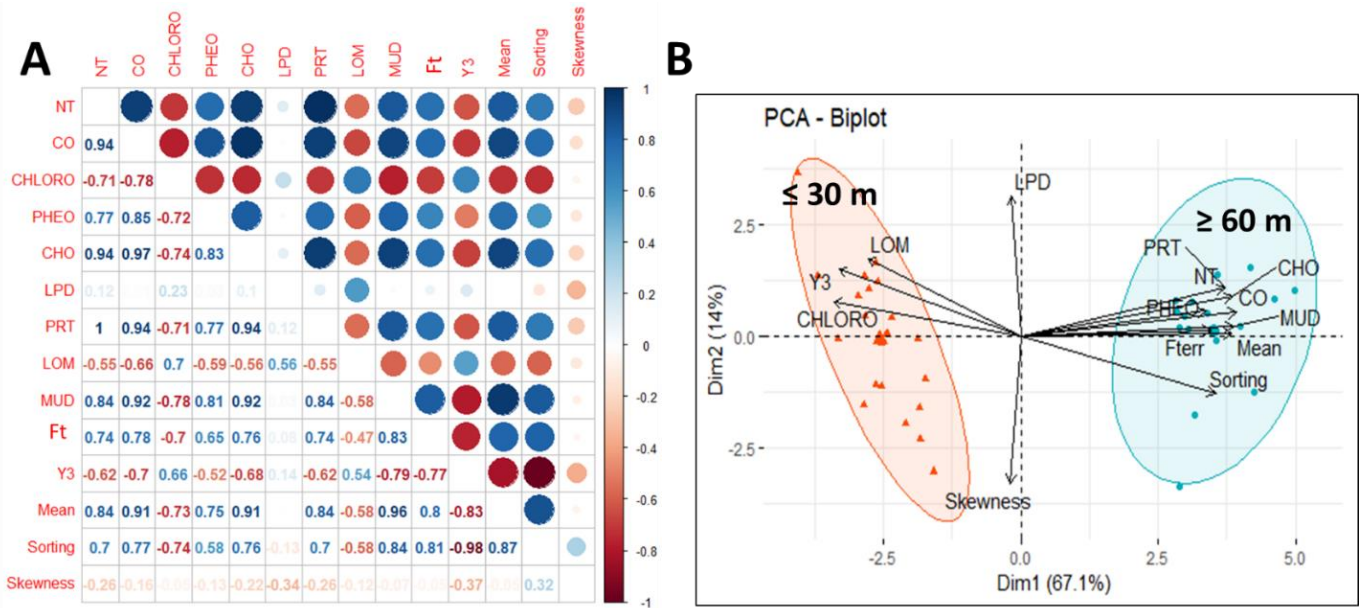 A
NT CO CHLORO PHEO CHO LPD PRT LOM MUD Ft Y3 Mean Sorting Skewness
NT
CO 0.94
CHLORO -0.71 -0.78
PHEO 0.77 0.85 -0.72
CHO 0.94 0.97 -0.74 0.83
LPD 0.12 0.23 0.1
PRT 1 0.94 -0.71 0.77 0.94 0.12
LOM -0.55 -0.66 0.7 -0.59 -0.56 0.56 -0.55
MUD 0.84 0.92 -0.78 0.81 0.92 0.84 -0.58
Ft 0.74 0.78 -0.7 0.65 0.76 0.74 -0.47 0.83
Y3 -0.62 -0.7 0.66 -0.52 -0.68 0.14 -0.62 0.54 -0.79 -0.77
Mean 0.84 0.91 -0.73 0.75 0.91 0.84 -0.58 0.96 0.8 -0.83
Sorting 0.7 0.77 -0.74 0.58 0.76 -0.13 0.7 -0.58 0.84 0.81 -0.98 0.87
Skewness -0.26 -0.16 -0.13 -0.22 -0.34 -0.26 -0.12 -0.37 0.32
1
0.8
0.6
0.4
0.2
0
-0.2
-0.4
-0.6
-0.8
-1
B
PCA - Biplot
≤ 30 m
≥ 60 m
LPD
LOM
Y3
CHLORO
PRT
NT
CHO
PHEO
CO
MUD
Fterr
Mean
Sorting
Skewness
2.5
0.0
-2.5
Dim2 (14%)
-2.5 0.0 2.5 5.0
Dim1 (67.1%)